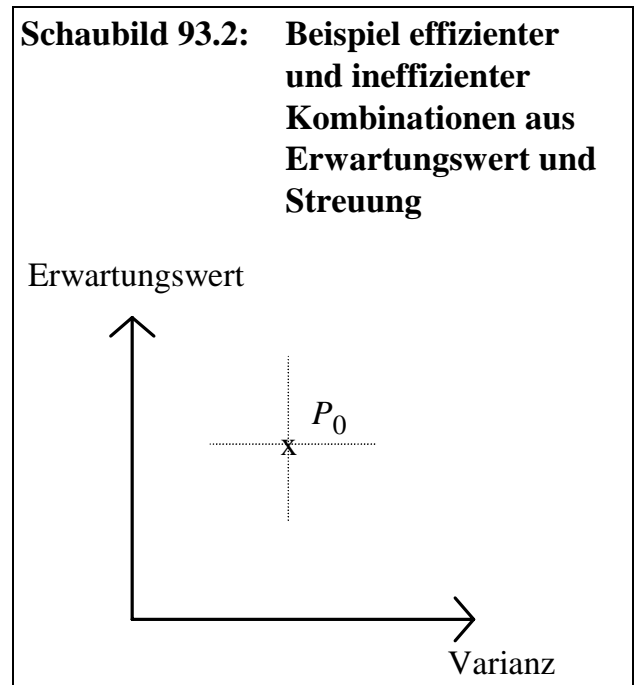 Schaubild 93.2: Beispiel effizienter
und ineffizienter
Kombinationen aus
Erwartungswert und
Streuung
Erwartungswert
P0
x
Varianz